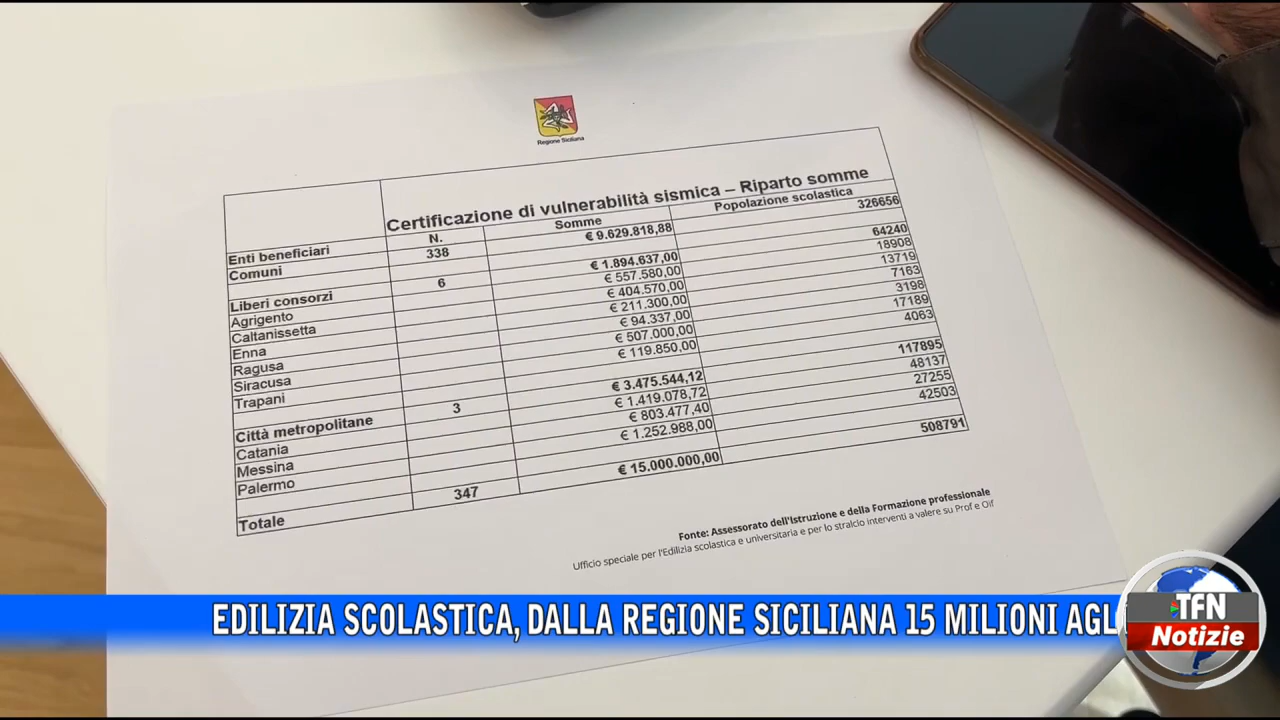 Regione Siciliana
Certificazione di vulnerabilità sismica – Riparto somme
Enti beneficiari N. Somme Popolazione scolastica
Comuni 338 € 9.629.818,88 326656
Liberi consorzi 6 € 1.894.637,00 64240
Agrigento € 557.580,00 18908
Caltanissetta € 404.570,00 13719
Enna € 211.300,00 7163
Ragusa € 94.337,00 3198
Siracusa € 507.000,00 17189
Trapani € 119.850,00 4063
Città metropolitane 3 € 3.475.544,12 117895
Catania € 1.419.078,72 48137
Messina € 803.477,40 27255
Palermo € 1.252.988,00 42503
Totale 347 € 15.000.000,00 508791
Fonte: Assessorato dell'Istruzione e della Formazione professionale
Ufficio speciale per l'Edilizia scolastica e universitaria e per lo stralcio interventi a valere su Prof e Oif
EDILIZIA SCOLASTICA, DALLA REGIONE SICILIANA 15 MILIONI AGL
TFN
Notizie